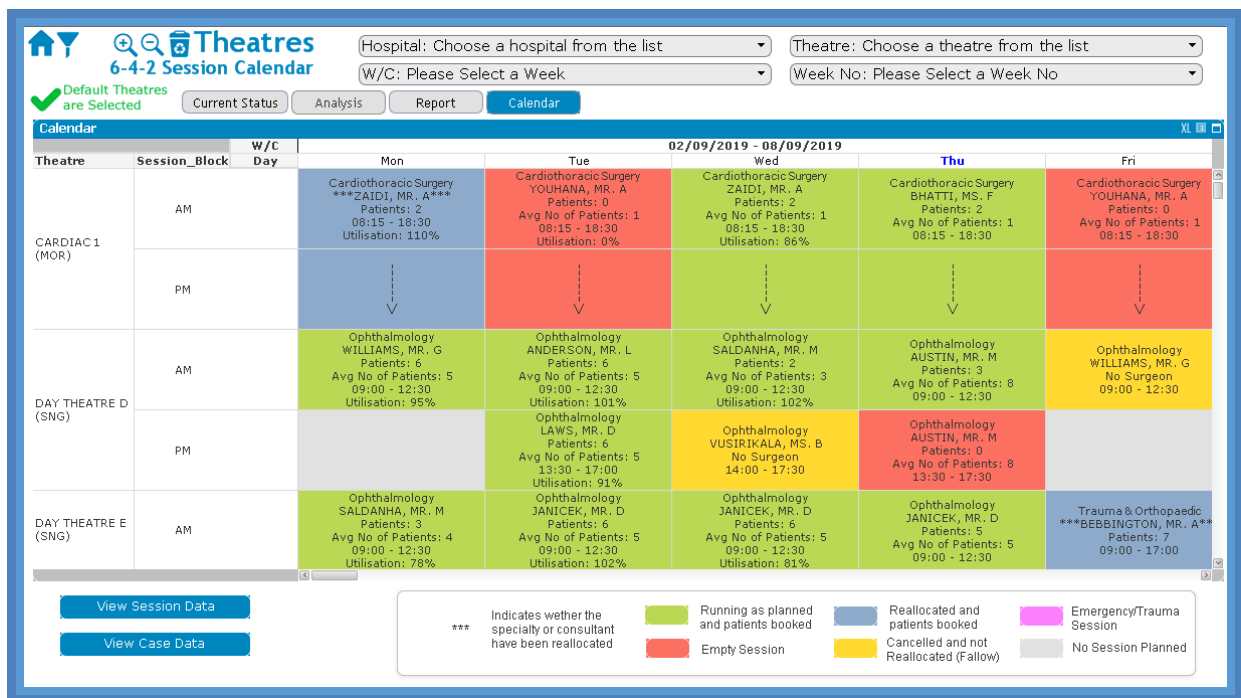 Theatres
6-4-2 Session Calendar
Hospital: Choose a hospital from the list
Theatre: Choose a theatre from the list
W/C: Please Select a Week
Week No: Please Select a Week No
Default Theatres
are Selected
Current Status
Analysis
Report
Calendar
Calendar
XL
W/C
02/09/2019 - 08/09/2019
Theatre
Session_Block
Day
Mon
Tue
Wed
Thu
Fri
CARDIAC 1
(MOR)
AM
Cardiothoracic Surgery
***ZAIDI, MR. A***
Patients: 2
08:15 - 18:30
Utilisation: 110%
Cardiothoracic Surgery
YOUHANA, MR. A
Patients: 0
Avg No of Patients: 1
08:15 - 18:30
Utilisation: 0%
Cardiothoracic Surgery
ZAIDI, MR. A
Patients: 2
Avg No of Patients: 1
08:15 - 18:30
Utilisation: 86%
Cardiothoracic Surgery
BHATTI, MS. F
Patients: 2
Avg No of Patients: 1
08:15 - 18:30
Cardiothoracic Surgery
YOUHANA, MR. A
Patients: 0
Avg No of Patients: 1
08:15 - 18:30
PM
DAY THEATRE D
(SNG)
AM
Ophthalmology
WILLIAMS, MR. G
Patients: 6
Avg No of Patients: 5
09:00 - 12:30
Utilisation: 95%
Ophthalmology
ANDERSON, MR. L
Patients: 6
Avg No of Patients: 5
09:00 - 12:30
Utilisation: 101%
Ophthalmology
SALDANHA, MR. M
Patients: 2
Avg No of Patients: 3
09:00 - 12:30
Utilisation: 102%
Ophthalmology
AUSTIN, MR. M
Patients: 3
Avg No of Patients: 8
09:00 - 12:30
Ophthalmology
WILLIAMS, MR. G
No Surgeon
09:00 - 12:30
PM
Ophthalmology
LAWS, MR. D
Patients: 6
Avg No of Patients: 5
13:30 - 17:00
Utilisation: 91%
Ophthalmology
VUSIRIKALA, MS. B
No Surgeon
14:00 - 17:30
Ophthalmology
AUSTIN, MR. M
Patients: 0
Avg No of Patients: 8
13:30 - 17:30
DAY THEATRE E
(SNG)
AM
Ophthalmology
SALDANHA, MR. M
Patients: 3
Avg No of Patients: 4
09:00 - 12:30
Utilisation: 78%
Ophthalmology
JANICEK, MR. D
Patients: 6
Avg No of Patients: 5
09:00 - 12:30
Utilisation: 102%
Ophthalmology
JANICEK, MR. D
Patients: 6
Avg No of Patients: 5
09:00 - 12:30
Utilisation: 81%
Ophthalmology
JANICEK, MR. D
Patients: 5
Avg No of Patients: 5
09:00 - 12:30
Trauma & Orthopaedic
***BEBBINGTON, MR. A**
Patients: 7
09:00 - 17:00
View Session Data
View Case Data
***
Indicates wether the
specialty or consultant
have been reallocated
Running as planned
and patients booked
Empty Session
Reallocated and
patients booked
Cancelled and not
Reallocated (Fallow)
Emergency/Trauma
Session
No Session Planned